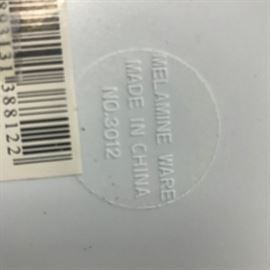 MELAMINE WARE
MADE IN CHINA
NO.3012
388122